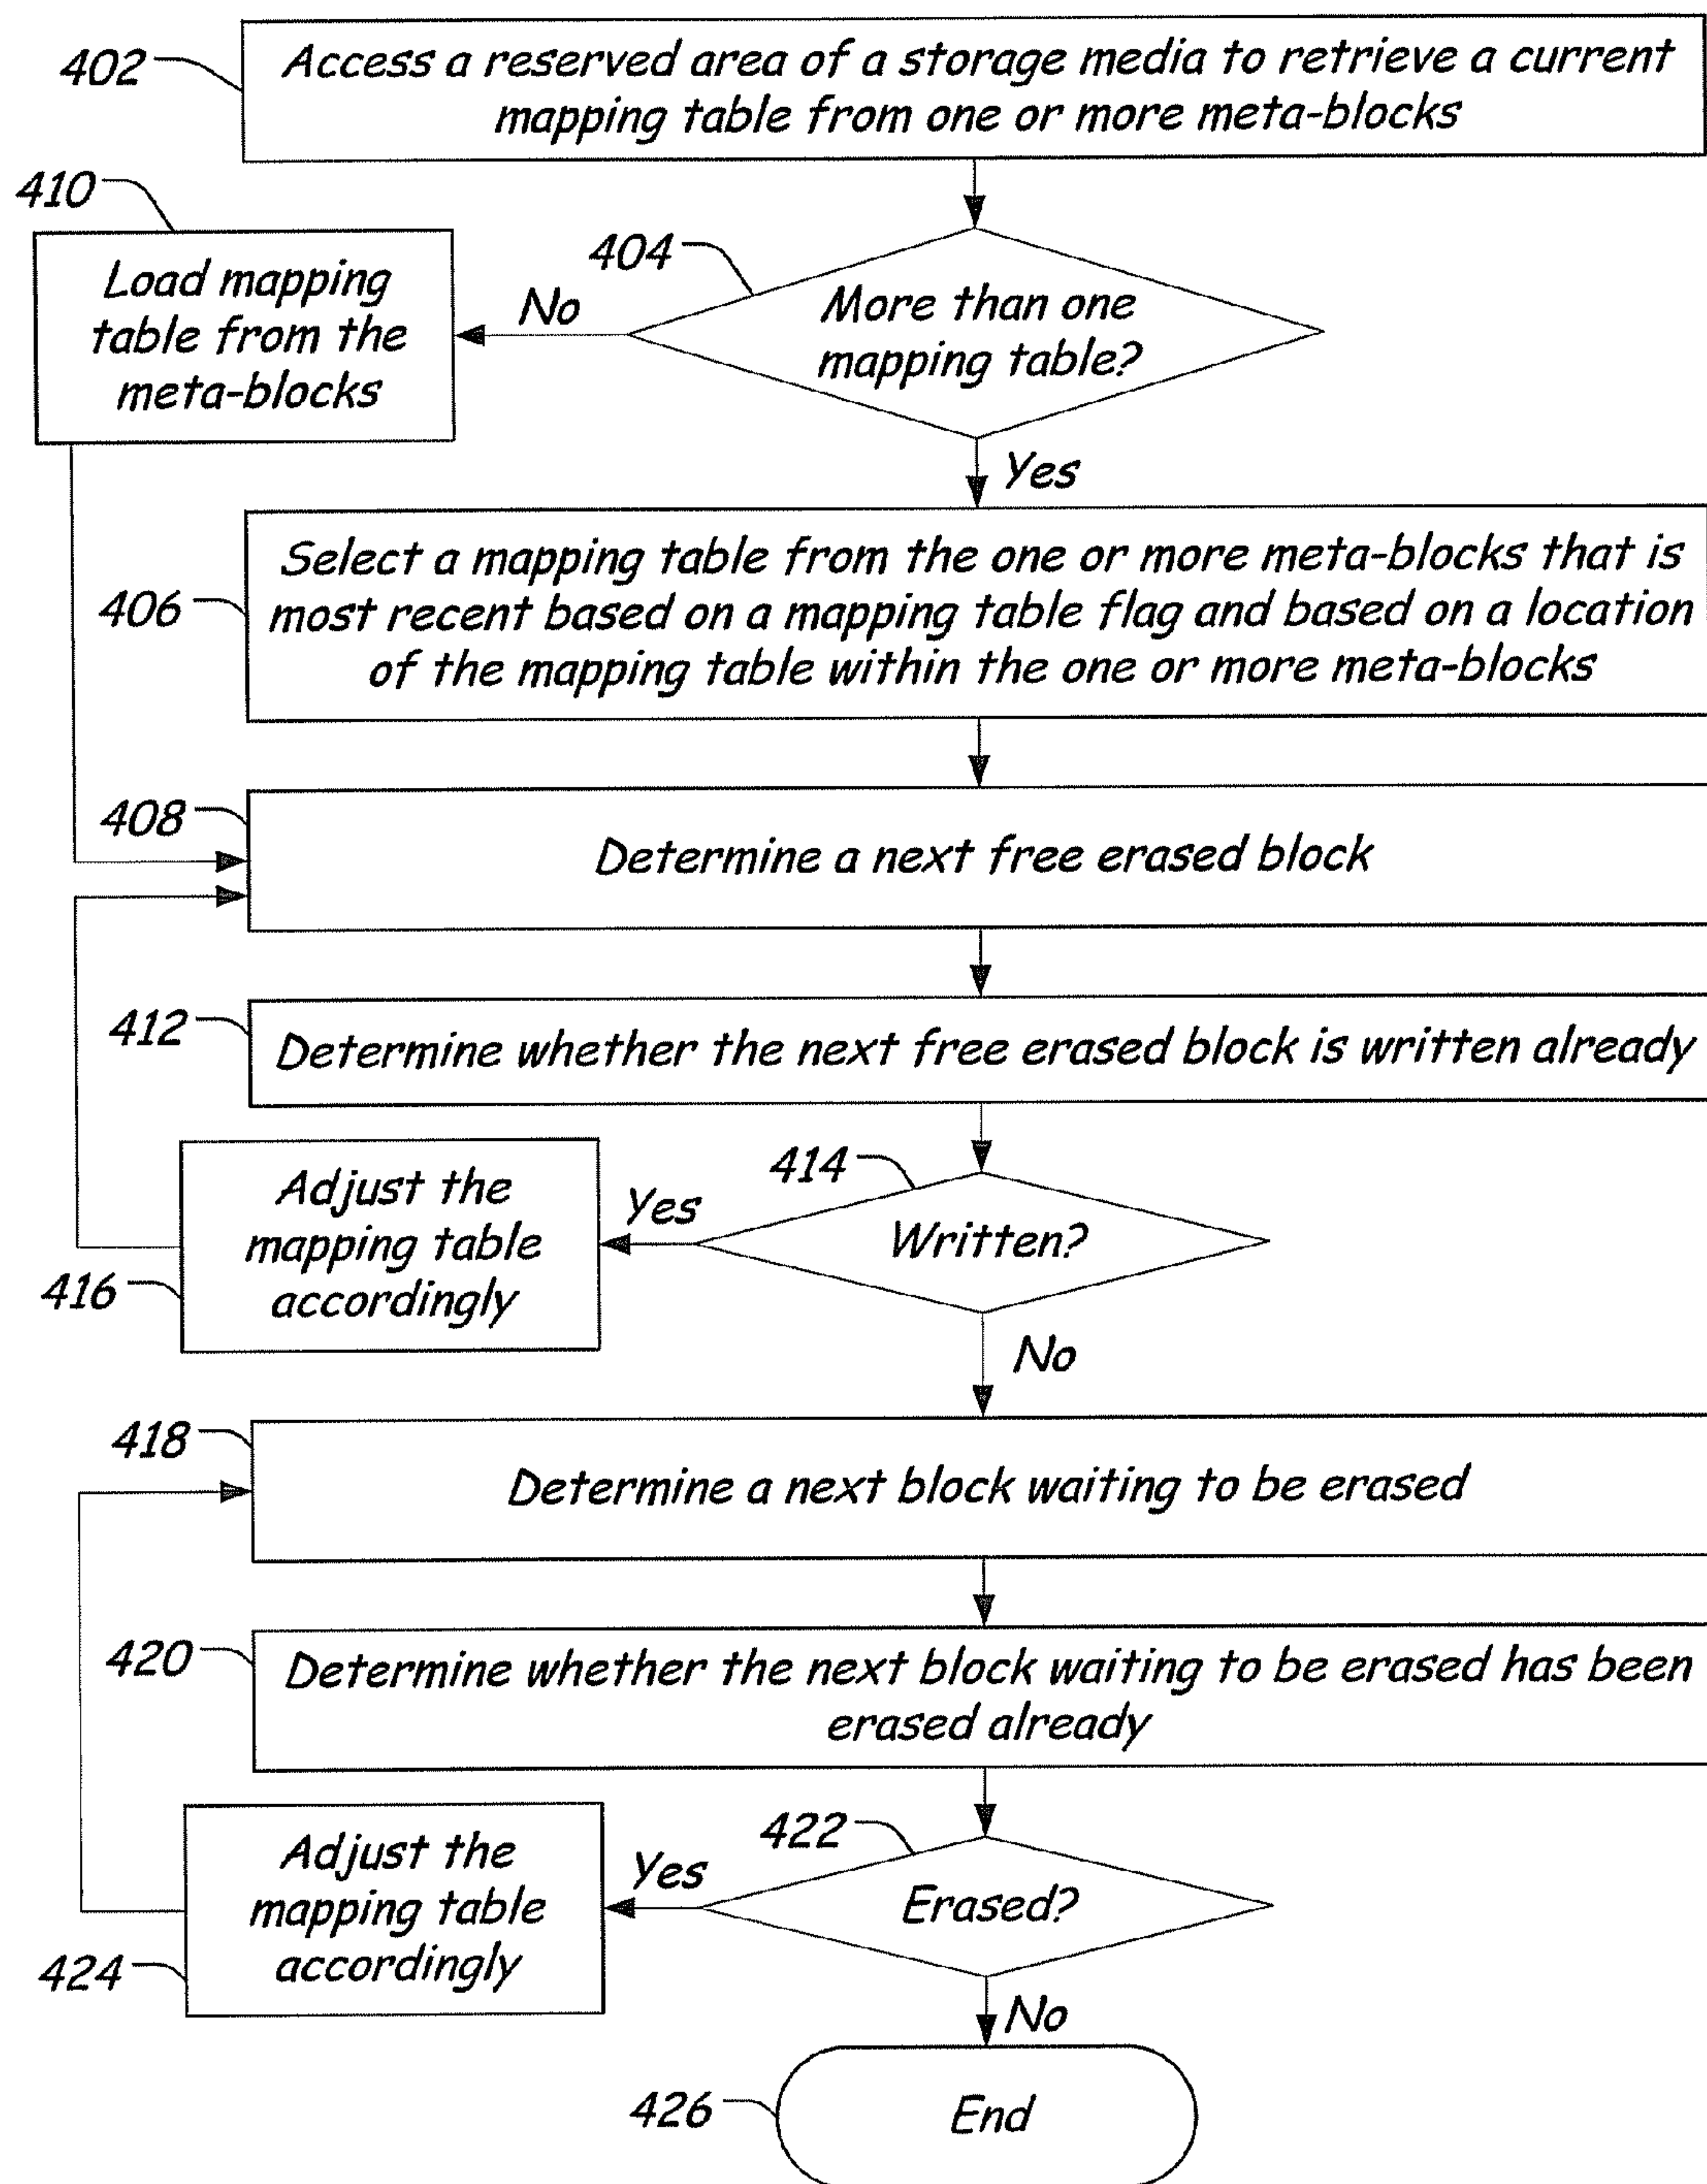 402
Access a reserved area of a storage media to retrieve a current
mapping table from one or more meta-blocks
410
Load mapping
table from the
meta-blocks
No
404
More than one
mapping table?
Yes
406
Select a mapping table from the one or more meta-blocks that is
most recent based on a mapping table flag and based on a location
of the mapping table within the one or more meta-blocks
408
Determine a next free erased block
412
Determine whether the next free erased block is written already
414
Written?
Yes
Adjust the
mapping table
accordingly
416
No
418
Determine a next block waiting to be erased
420
Determine whether the next block waiting to be erased has been
erased already
422
Erased?
Yes
Adjust the
mapping table
accordingly
424
No
426
End